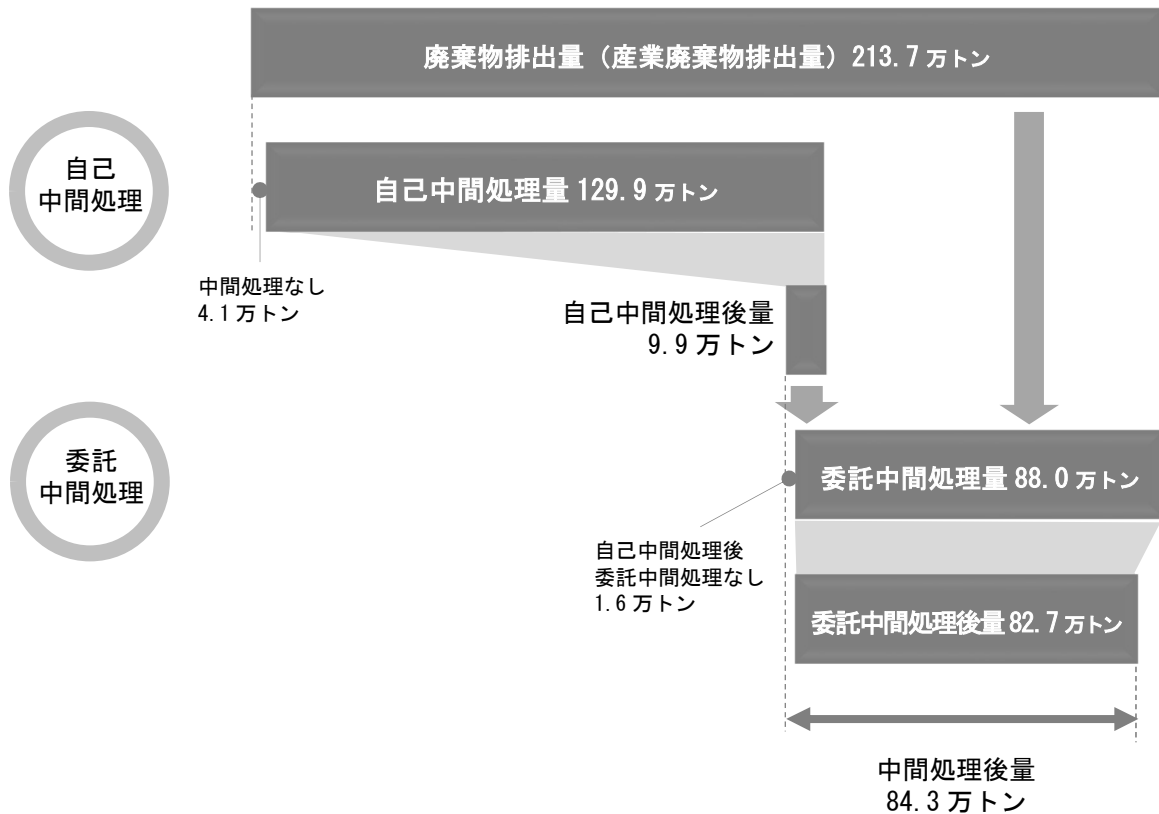 廃棄物排出量（産業廃棄物排出量）213.7 万トン
自己
中間処理
自己中間処理量 129.9 万トン
中間処理なし
4.1 万トン
自己中間処理後量
9.9 万トン
委託
中間処理
委託中間処理量 88.0 万トン
自己中間処理後
委託中間処理なし
1.6 万トン
委託中間処理後量 82.7 万トン
中間処理後量
84.3 万トン